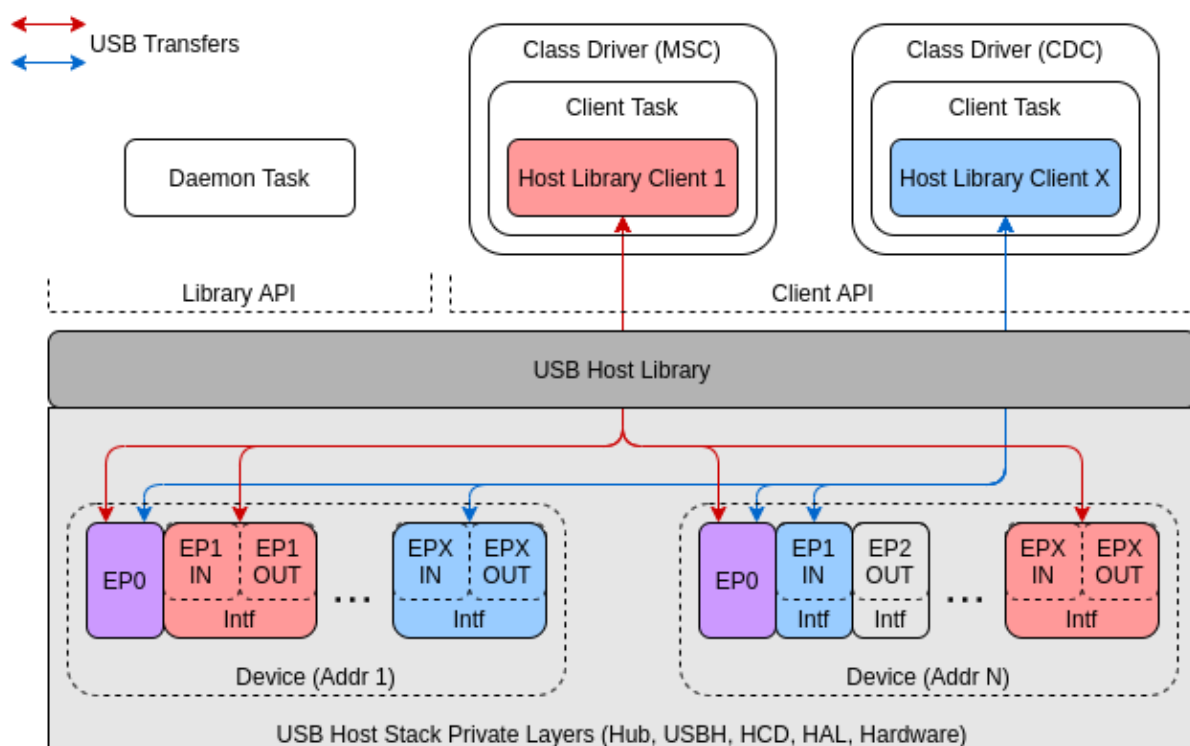 USB Transfers
Class Driver (MSC)
Class Driver (CDC)
Client Task
Client Task
Daemon Task
Host Library Client 1
Host Library Client X
Library API
Client API
USB Host Library
EP0
EP1
IN
EP1
OUT
Intf
...
EPX
IN
EPX
OUT
Intf
Device (Addr 1)
EP0
EP1
IN
Intf
EP2
OUT
Intf
...
EPX
IN
EPX
OUT
Intf
Device (Addr N)
USB Host Stack Private Layers (Hub, USBH, HCD, HAL, Hardware)